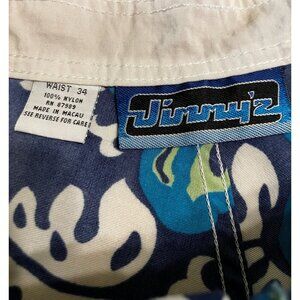 WAIST 34
100% NYLON
RN 87989
MADE IN MACAU
SEE REVERSE FOR CARE
Jimmy'z